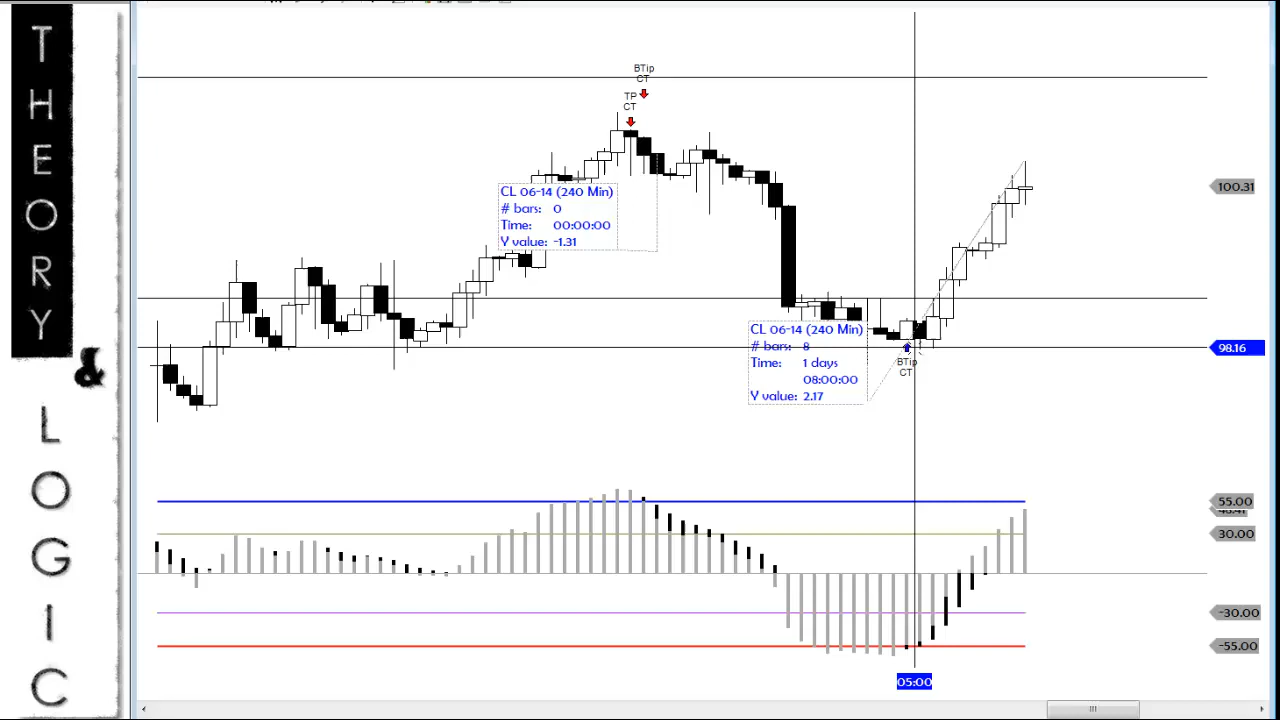 THEORY
&
LOGIC
BTip
CT
TP
CT
CL 06-14 (240 Min)
# bars: 0
Time: 00:00:00
Y value: -1.31
100.31
CL 06-14 (240 Min)
# bars: 8
Time: 1 days
08:00:00
Y value: 2.17
BTip
CT
98.16
55.00
30.00
-30.00
-55.00
05:00